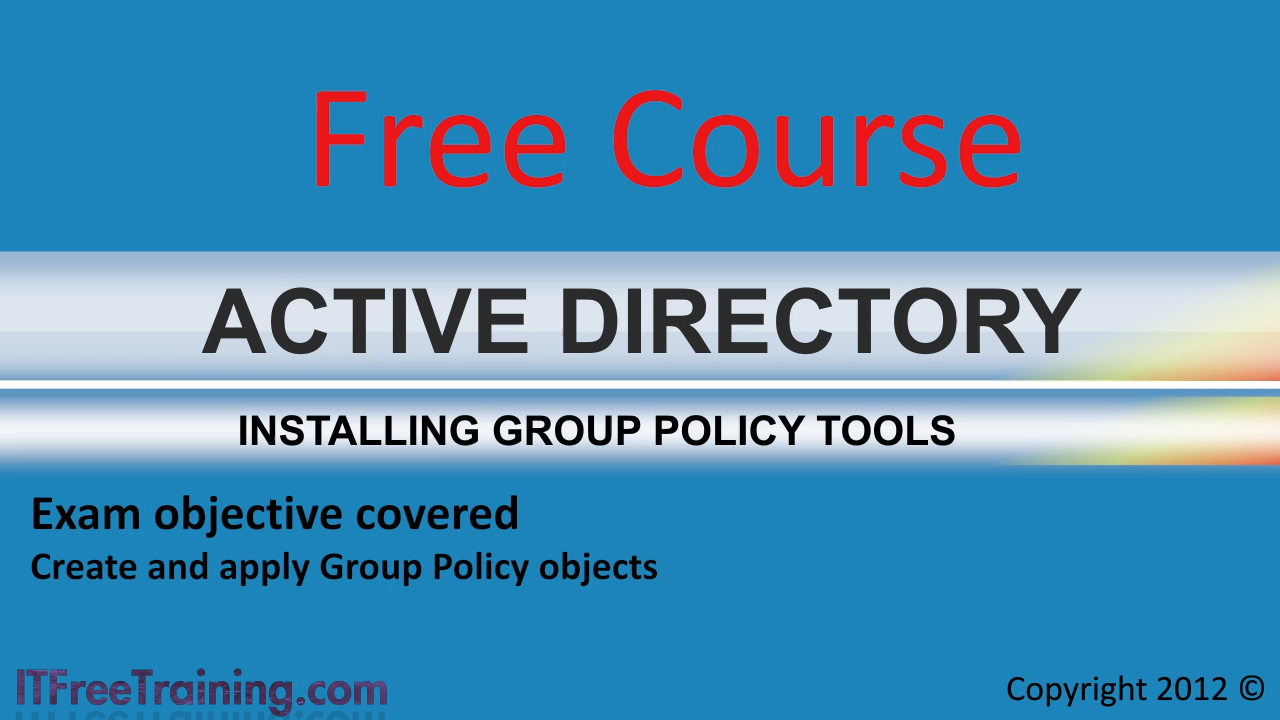 Free Course
ACTIVE DIRECTORY
INSTALLING GROUP POLICY TOOLS
Exam objective covered
Create and apply Group Policy objects
ITFreeTraining.com
Copyright 2012 ©